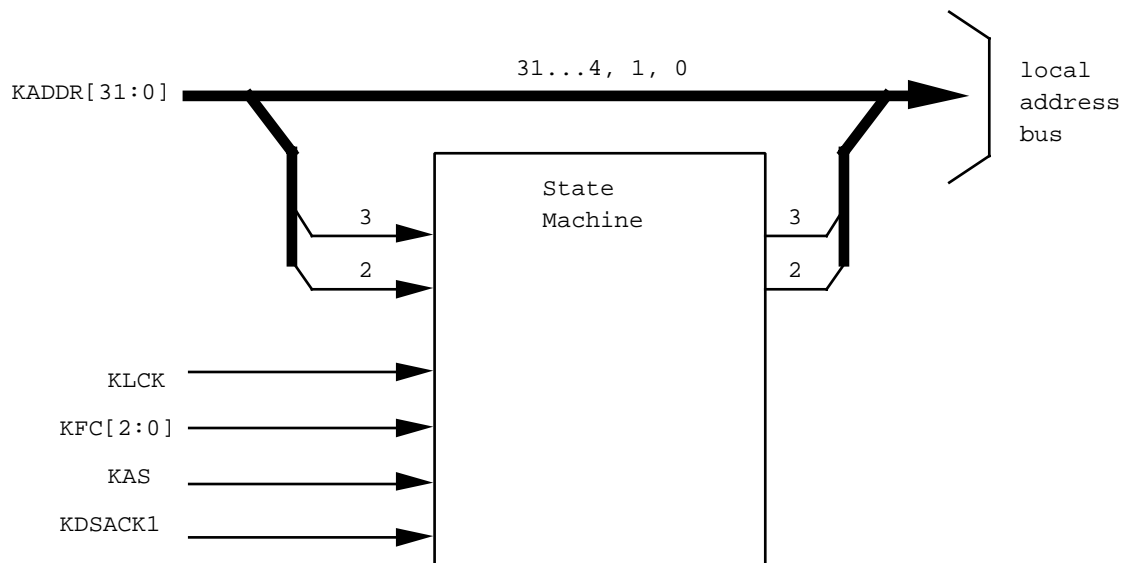 31...4, 1, 0
KADDR[31:0]
local
address
bus
State
Machine
3
3
2
2
KLCK
KFC[2:0]
KAS
KDSACK1